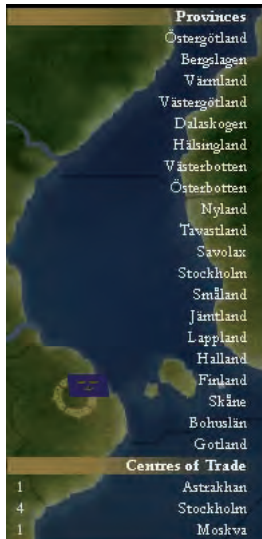 Provinces
Östergötland
Bergslagen
Värmland
Västergötland
Dalaskogen
Hälsingland
Västerbotten
Österbotten
Nyland
Tavastland
Savolax
Stockholm
Småland
Jämtland
Lappland
Halland
Finland
Skåne
Bohuslän
Gotland
Centres of Trade
1 Astrakhan
4 Stockholm
1 Moskva